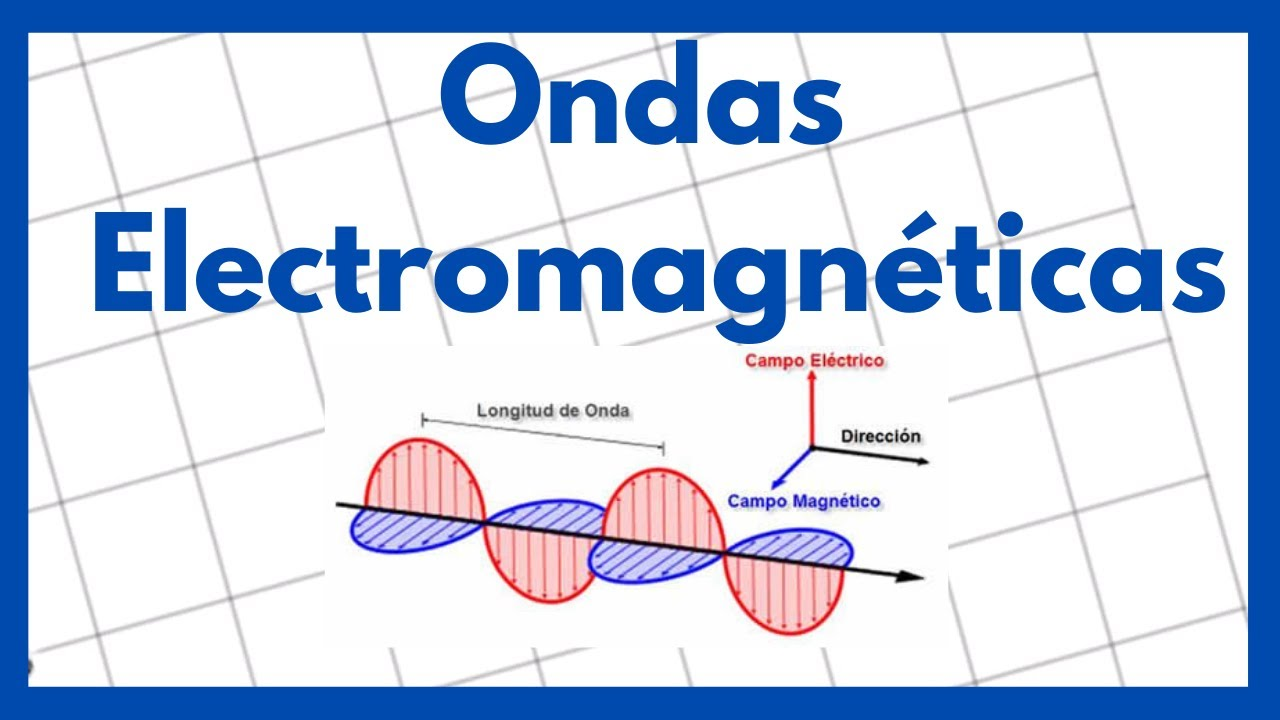 Ondas
Electromagnéticas
Campo Eléctrico
Longitud de Onda
Dirección
Campo Magnético